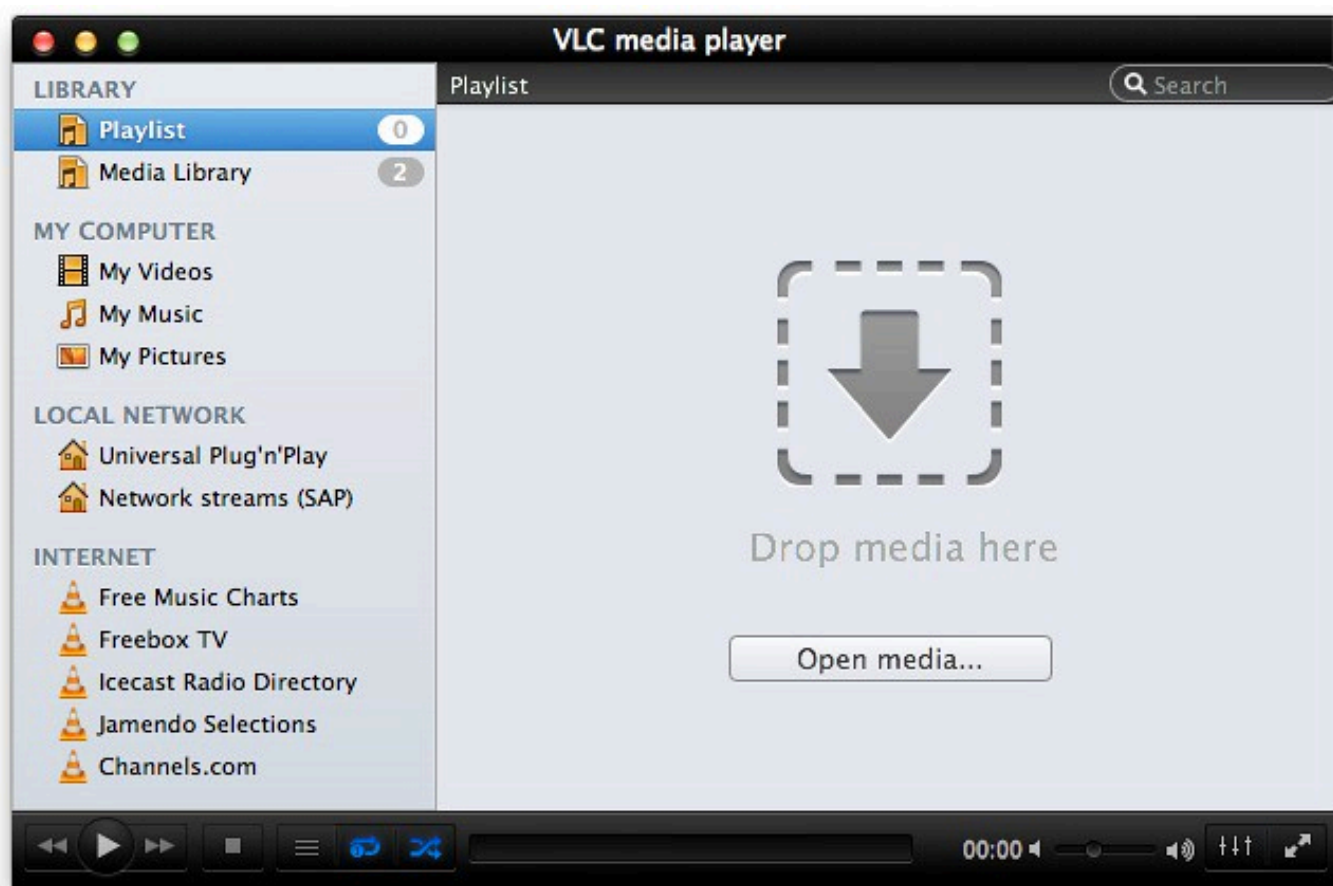 VLC media player
LIBRARY
Playlist 0
Media Library 2
MY COMPUTER
My Videos
My Music
My Pictures
LOCAL NETWORK
Universal Plug'n'Play
Network streams (SAP)
INTERNET
Free Music Charts
Freebox TV
Icecast Radio Directory
Jamendo Selections
Channels.com
Playlist
Search
Drop media here
Open media...
00:00